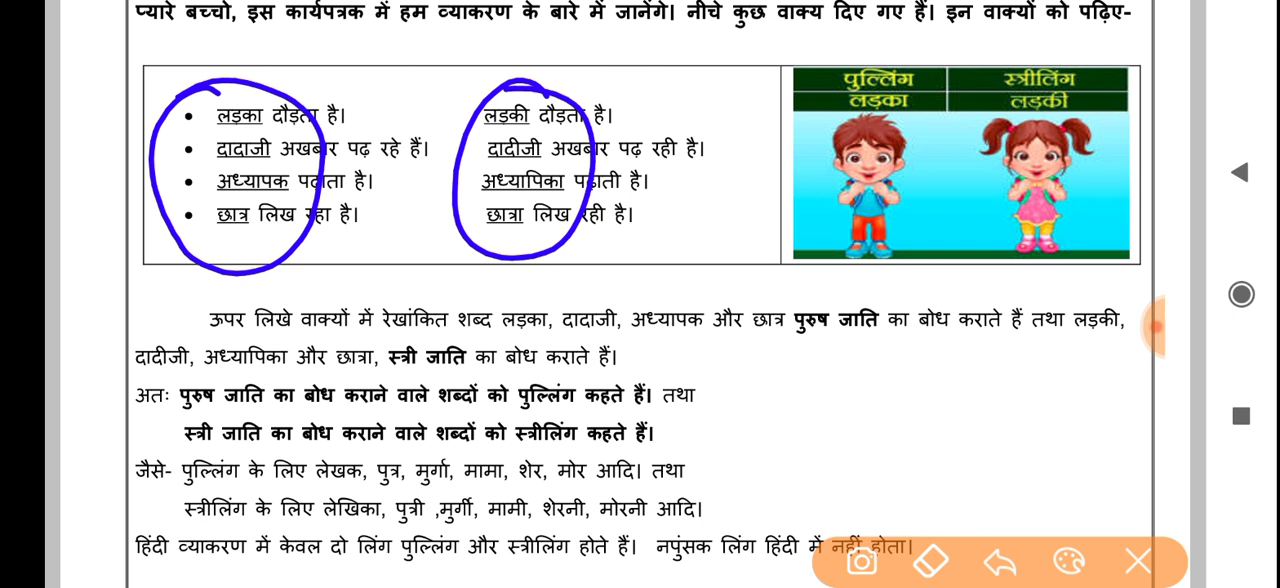 प्यारे बच्चो, इस कार्यपत्रक में हम व्याकरण के बारे में जानेंगे। नीचे कुछ वाक्य दिए गए हैं। इन वाक्यों को पढ़िए-
पुल्लिंग स्त्रीलिंग
लड़का लड़की
• लड़का दौड़ता है। लड़की दौड़ती है।
• दादाजी अखबार पढ़ रहे हैं। दादीजी अखबार पढ़ रही है।
• अध्यापक पढाता है। अध्यापिका पढ़ाती है।
• छात्र लिख रहा है। छात्रा लिख रही है।
ऊपर लिखे वाक्यों में रेखांकित शब्द लड़का, दादाजी, अध्यापक और छात्र पुरुष जाति का बोध कराते हैं तथा लड़की,
दादीजी, अध्यापिका और छात्रा, स्त्री जाति का बोध कराते हैं।
अतः पुरुष जाति का बोध कराने वाले शब्दों को पुल्लिंग कहते हैं। तथा
स्त्री जाति का बोध कराने वाले शब्दों को स्त्रीलिंग कहते हैं।
जैसे- पुल्लिंग के लिए लेखक, पुत्र, मुर्गा, मामा, शेर, मोर आदि। तथा
स्त्रीलिंग के लिए लेखिका, पुत्री ,मुर्गी, मामी, शेरनी, मोरनी आदि।
हिंदी व्याकरण में केवल दो लिंग पुल्लिंग और स्त्रीलिंग होते हैं। नपुंसक लिंग हिंदी में नहीं होता।